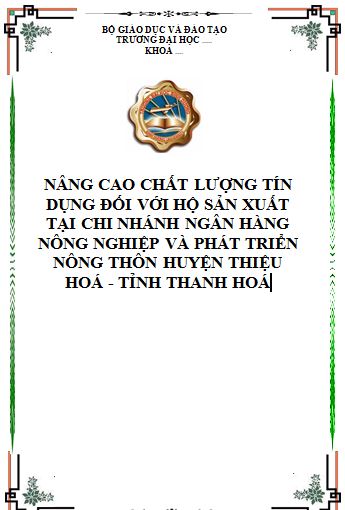 BỘ GIÁO DỤC VÀ ĐÀO TẠO
TRƯỜNG ĐẠI HỌC .....
KHOA ....
NÂNG CAO CHẤT LƯỢNG TÍN
DỤNG ĐỐI VỚI HỘ SẢN XUẤT
TẠI CHI NHÁNH NGÂN HÀNG
NÔNG NGHIỆP VÀ PHÁT TRIỂN
NÔNG THÔN HUYỆN THIỆU
HOÁ - TỈNH THANH HOÁ